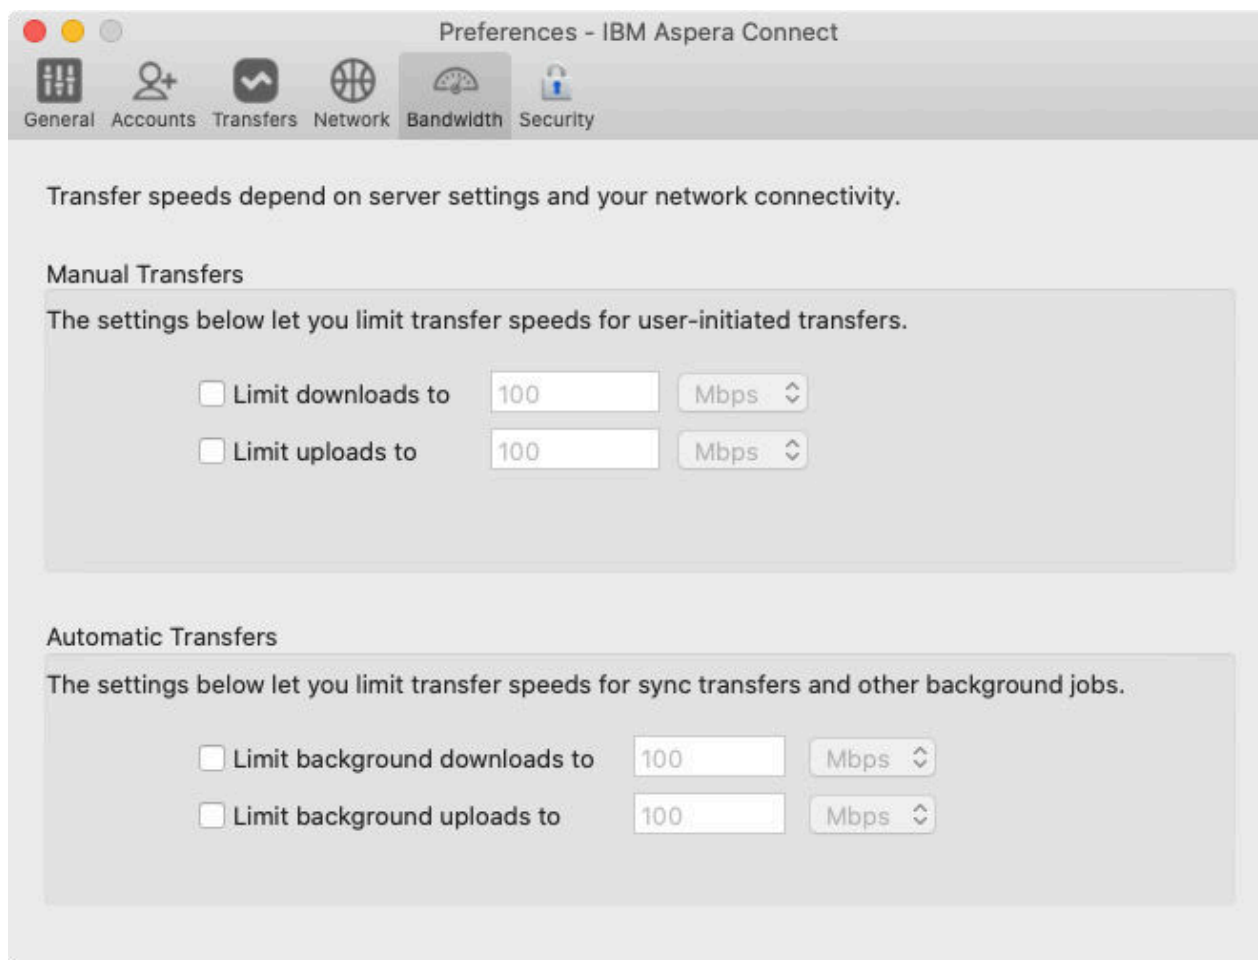 Preferences - IBM Aspera Connect
General Accounts Transfers Network Bandwidth Security
Transfer speeds depend on server settings and your network connectivity.
Manual Transfers
The settings below let you limit transfer speeds for user-initiated transfers.
Limit downloads to 100 Mbps
Limit uploads to 100 Mbps
Automatic Transfers
The settings below let you limit transfer speeds for sync transfers and other background jobs.
Limit background downloads to 100 Mbps
Limit background uploads to 100 Mbps